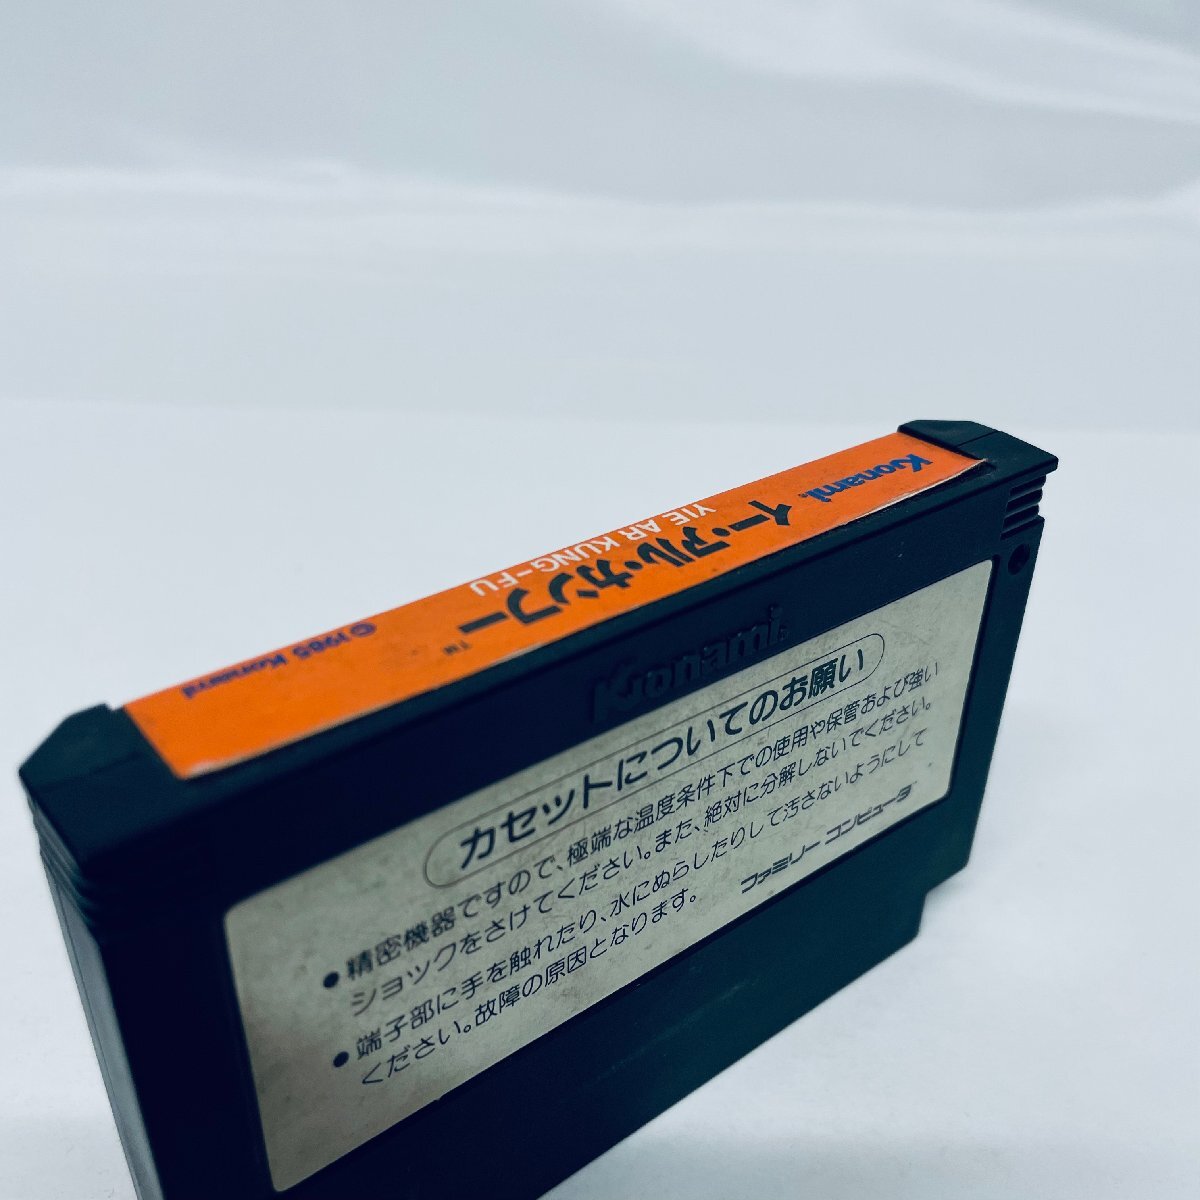 Konami.
イー・アル・カンフー™
YIE AR KUNG-FU
©1985 Konami
Konami®
カセットについてのお願い
● 精密機器ですので、極端な温度条件下での使用や保管および強い
ショックをさけてください。また、絶対に分解しないでください。
● 端子部に手を触れたり、水にぬらしたりして汚さないようにして
ください。故障の原因となります。
ファミリー コンピュータ